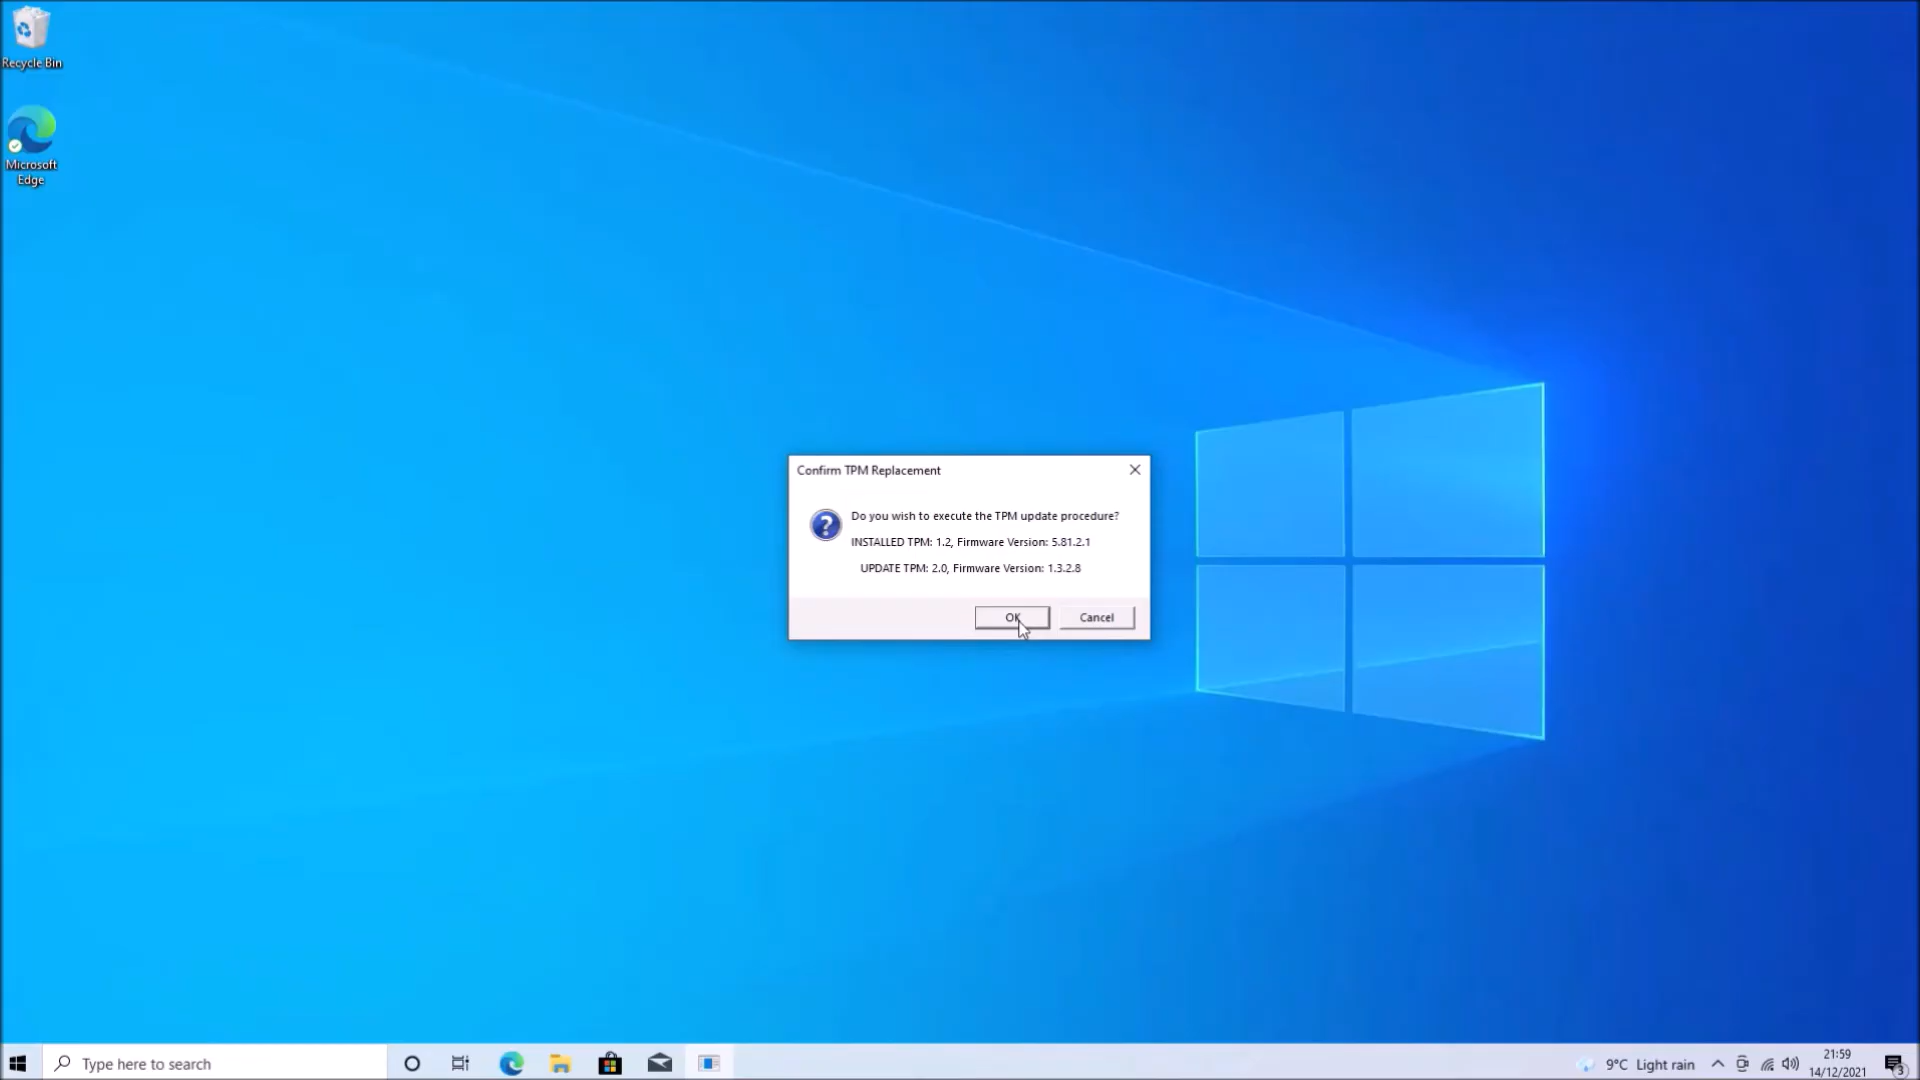 Recycle Bin
Microsoft
Edge
Confirm TPM Replacement
Do you wish to execute the TPM update procedure?
INSTALLED TPM: 1.2, Firmware Version: 5.81.2.1
UPDATE TPM: 2.0, Firmware Version: 1.3.2.8
OK
Cancel
Type here to search
9°C Light rain
21:59
14/12/2021
3